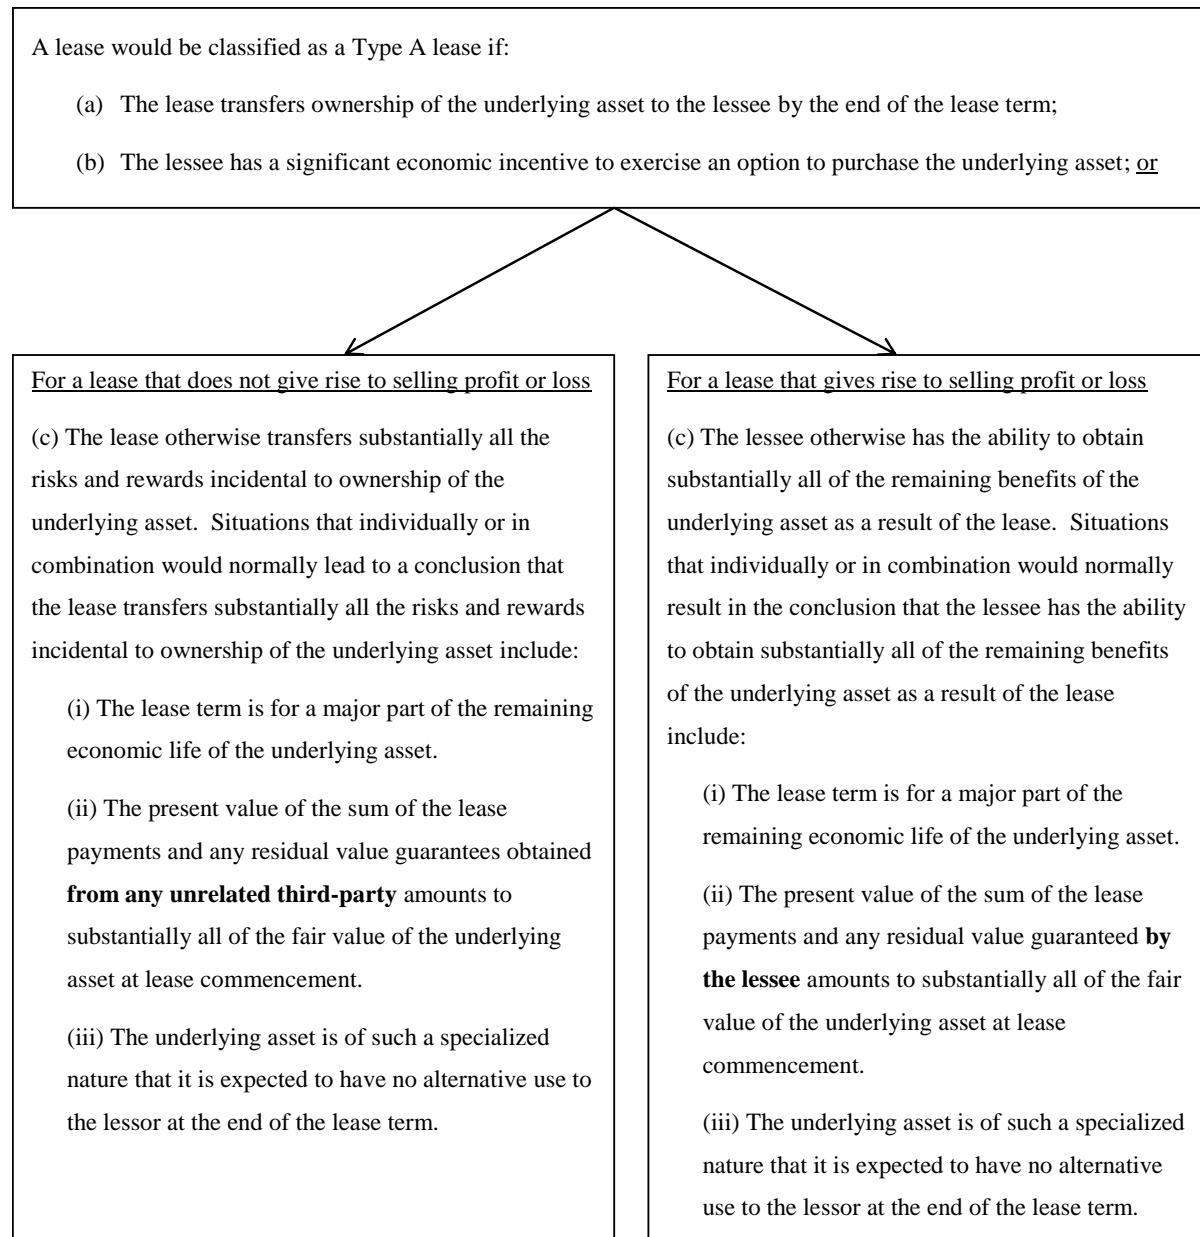 A lease would be classified as a Type A lease if:
(a) The lease transfers ownership of the underlying asset to the lessee by the end of the lease term;
(b) The lessee has a significant economic incentive to exercise an option to purchase the underlying asset; or
For a lease that does not give rise to selling profit or loss
(c) The lease otherwise transfers substantially all the
risks and rewards incidental to ownership of the
underlying asset. Situations that individually or in
combination would normally lead to a conclusion that
the lease transfers substantially all the risks and rewards
incidental to ownership of the underlying asset include:
(i) The lease term is for a major part of the remaining
economic life of the underlying asset.
(ii) The present value of the sum of the lease
payments and any residual value guarantees obtained
from any unrelated third-party amounts to
substantially all of the fair value of the underlying
asset at lease commencement.
(iii) The underlying asset is of such a specialized
nature that it is expected to have no alternative use to
the lessor at the end of the lease term.
For a lease that gives rise to selling profit or loss
(c) The lessee otherwise has the ability to obtain
substantially all of the remaining benefits of the
underlying asset as a result of the lease. Situations
that individually or in combination would normally
result in the conclusion that the lessee has the ability
to obtain substantially all of the remaining benefits
of the underlying asset as a result of the lease
include:
(i) The lease term is for a major part of the
remaining economic life of the underlying asset.
(ii) The present value of the sum of the lease
payments and any residual value guaranteed by
the lessee amounts to substantially all of the fair
value of the underlying asset at lease
commencement.
(iii) The underlying asset is of such a specialized
nature that it is expected to have no alternative
use to the lessor at the end of the lease term.